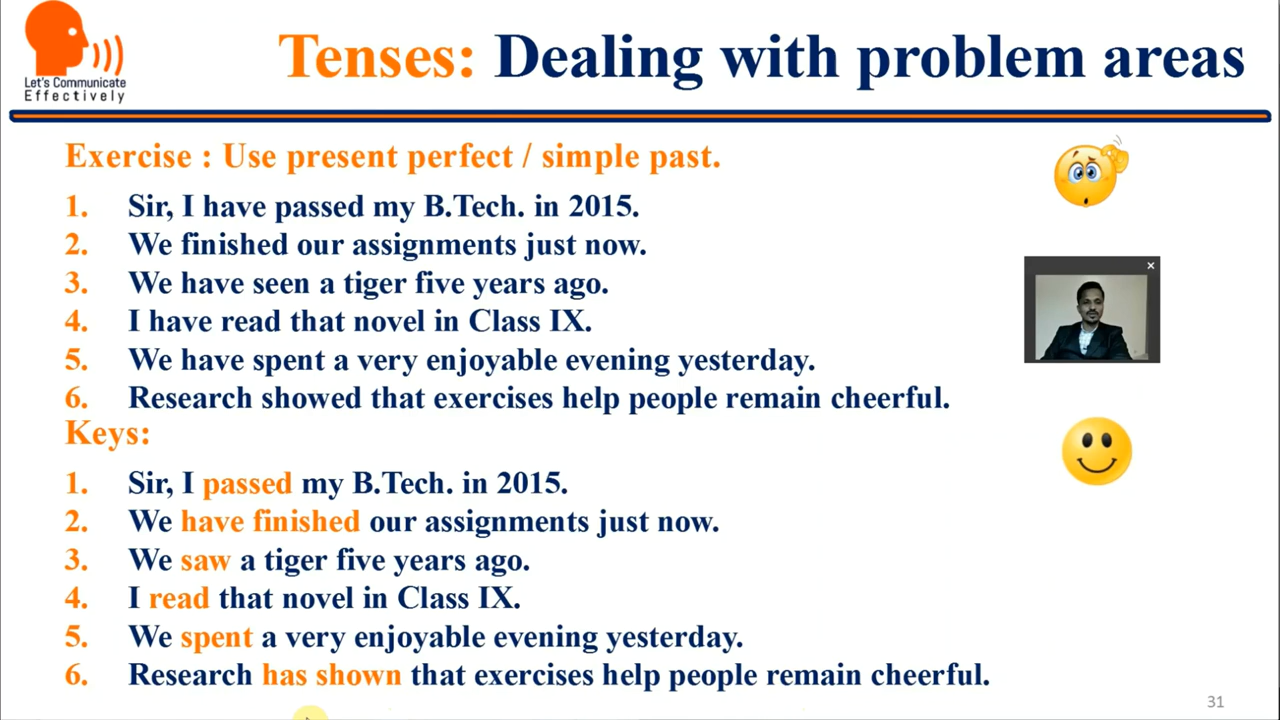 Let's Communicate
Effectively
Tenses: Dealing with problem areas
Exercise : Use present perfect / simple past.
1. Sir, I have passed my B.Tech. in 2015.
2. We finished our assignments just now.
3. We have seen a tiger five years ago.
4. I have read that novel in Class IX.
5. We have spent a very enjoyable evening yesterday.
6. Research showed that exercises help people remain cheerful.
Keys:
1. Sir, I passed my B.Tech. in 2015.
2. We have finished our assignments just now.
3. We saw a tiger five years ago.
4. I read that novel in Class IX.
5. We spent a very enjoyable evening yesterday.
6. Research has shown that exercises help people remain cheerful.
31